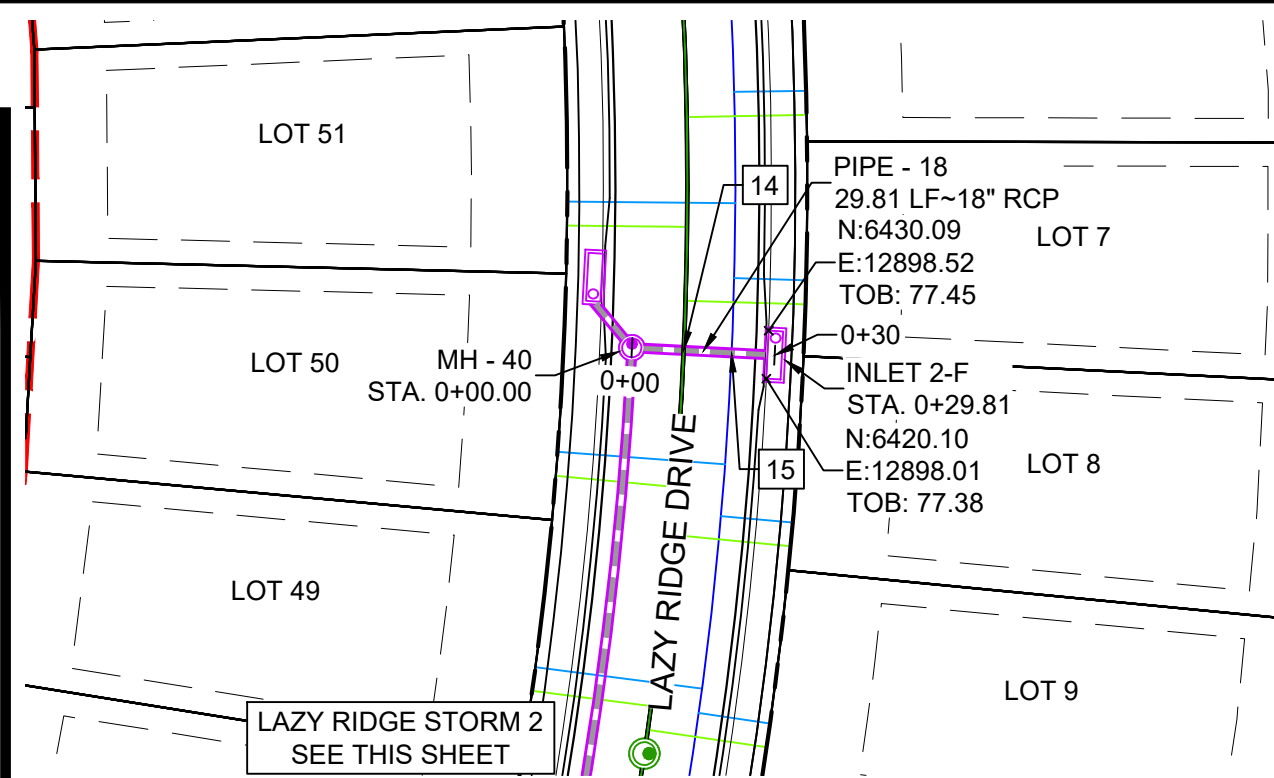 LOT 51
14
PIPE - 18
29.81 LF~18" RCP
N:6430.09
E:12898.52
TOB: 77.45
LOT 7
0+30
LOT 50
MH - 40
STA. 0+00.00
0+00
INLET 2-F
STA. 0+29.81
N:6420.10
E:12898.01
TOB: 77.38
LOT 8
15
LAZY RIDGE DRIVE
LOT 49
LOT 9
LAZY RIDGE STORM 2
SEE THIS SHEET